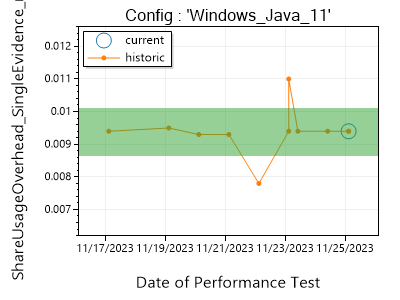 Config : 'Windows_Java_11'
current
historic
0.012
0.011
0.01
0.009
0.008
0.007
ShareUsageOverhead_SingleEvidence_
11/17/2023
11/19/2023
11/21/2023
11/23/2023
11/25/2023
Date of Performance Test